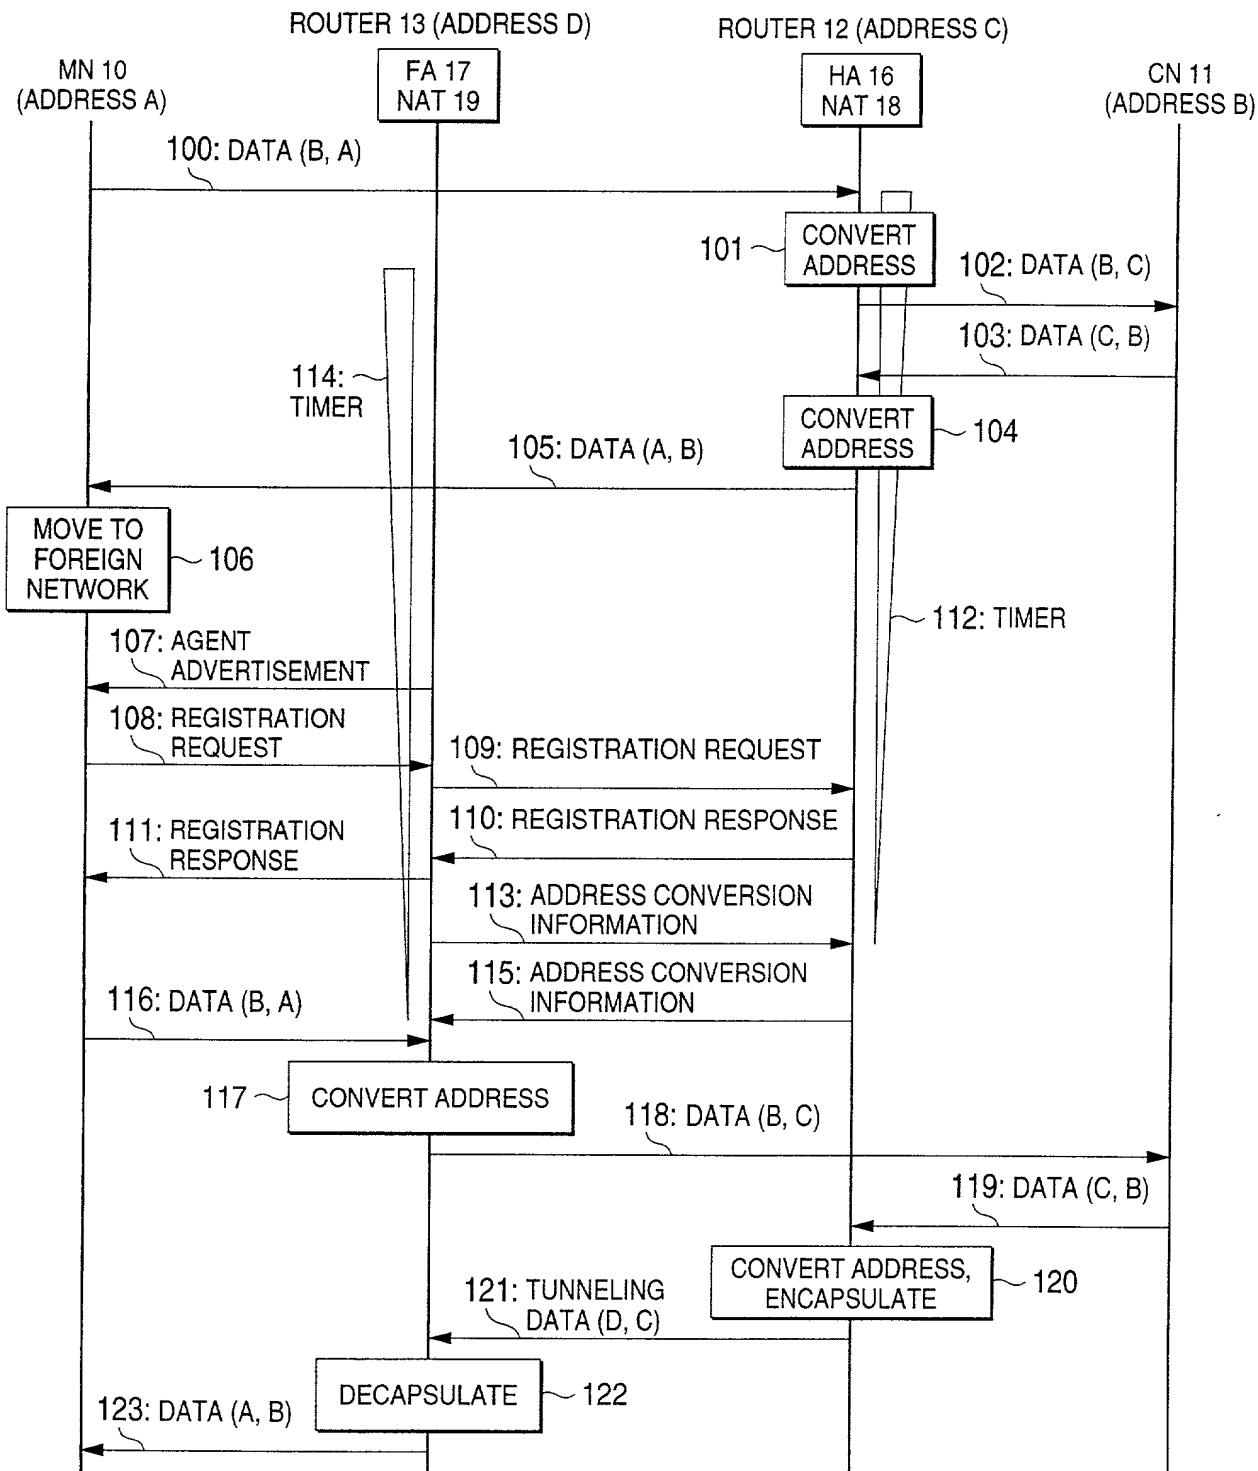 ROUTER 13 (ADDRESS D)
ROUTER 12 (ADDRESS C)
MN 10
(ADDRESS A)
FA 17
NAT 19
HA 16
NAT 18
CN 11
(ADDRESS B)
100: DATA (B, A)
101
CONVERT
ADDRESS
102: DATA (B, C)
103: DATA (C, B)
114:
TIMER
CONVERT
ADDRESS
104
105: DATA (A, B)
MOVE TO
FOREIGN
NETWORK
106
112: TIMER
107: AGENT
ADVERTISEMENT
108: REGISTRATION
REQUEST
109: REGISTRATION REQUEST
110: REGISTRATION RESPONSE
111: REGISTRATION
RESPONSE
113: ADDRESS CONVERSION
INFORMATION
115: ADDRESS CONVERSION
INFORMATION
116: DATA (B, A)
117
CONVERT ADDRESS
118: DATA (B, C)
119: DATA (C, B)
CONVERT ADDRESS,
ENCAPSULATE
120
121: TUNNELING
DATA (D, C)
DECAPSULATE
122
123: DATA (A, B)